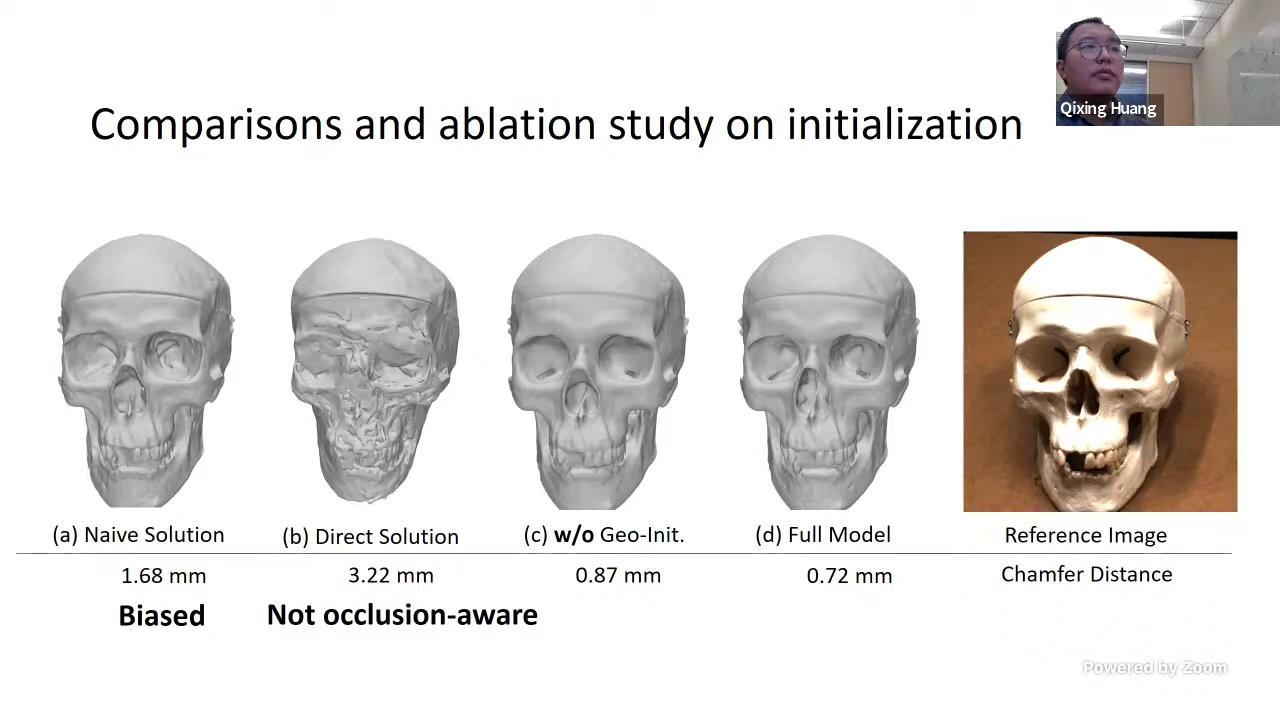 Qixing Huang
Comparisons and ablation study on initialization
(a) Naive Solution
(b) Direct Solution
(c) w/o Geo-Init.
(d) Full Model
Reference Image
1.68 mm
3.22 mm
0.87 mm
0.72 mm
Chamfer Distance
Biased
Not occlusion-aware
Powered by Zoom